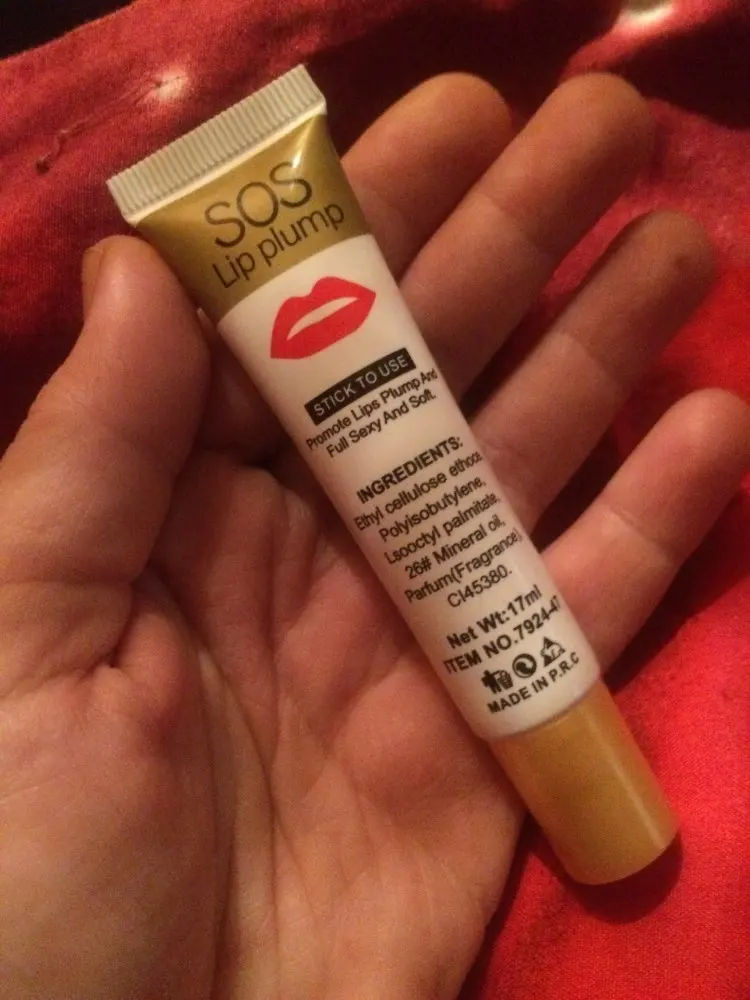 SOS
Lip plump
STICK TO USE
Promote Lips Plump And
Full Sexy And Soft.
INGREDIENTS:
Ethyl cellulose ethoce
Polyisobutylene,
Lsooctyl palmitate,
26# Mineral oil,
Parfum(Fragrance),
CI45380.
Net Wt:17ml
ITEM NO.7924-47
MADE IN P.R.C